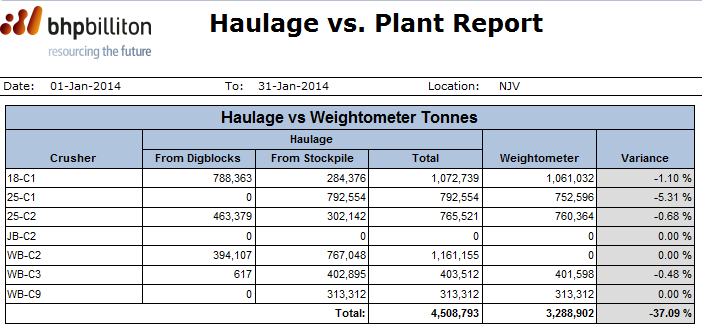 bhpbilliton
resourcing the future
Haulage vs. Plant Report
Date: 01-Jan-2014 To: 31-Jan-2014 Location: NJV
Haulage vs Weightometer Tonnes
Haulage
Crusher From Digblocks From Stockpile Total Weightometer Variance
18-C1 788,363 284,376 1,072,739 1,061,032 -1.10 %
25-C1 0 792,554 792,554 752,596 -5.31 %
25-C2 463,379 302,142 765,521 760,364 -0.68 %
JB-C2 0 0 0 0 0.00 %
WB-C2 394,107 767,048 1,161,155 0 0.00 %
WB-C3 617 402,895 403,512 401,598 -0.48 %
WB-C9 0 313,312 313,312 313,312 0.00 %
Total: 4,508,793 3,288,902 -37.09 %